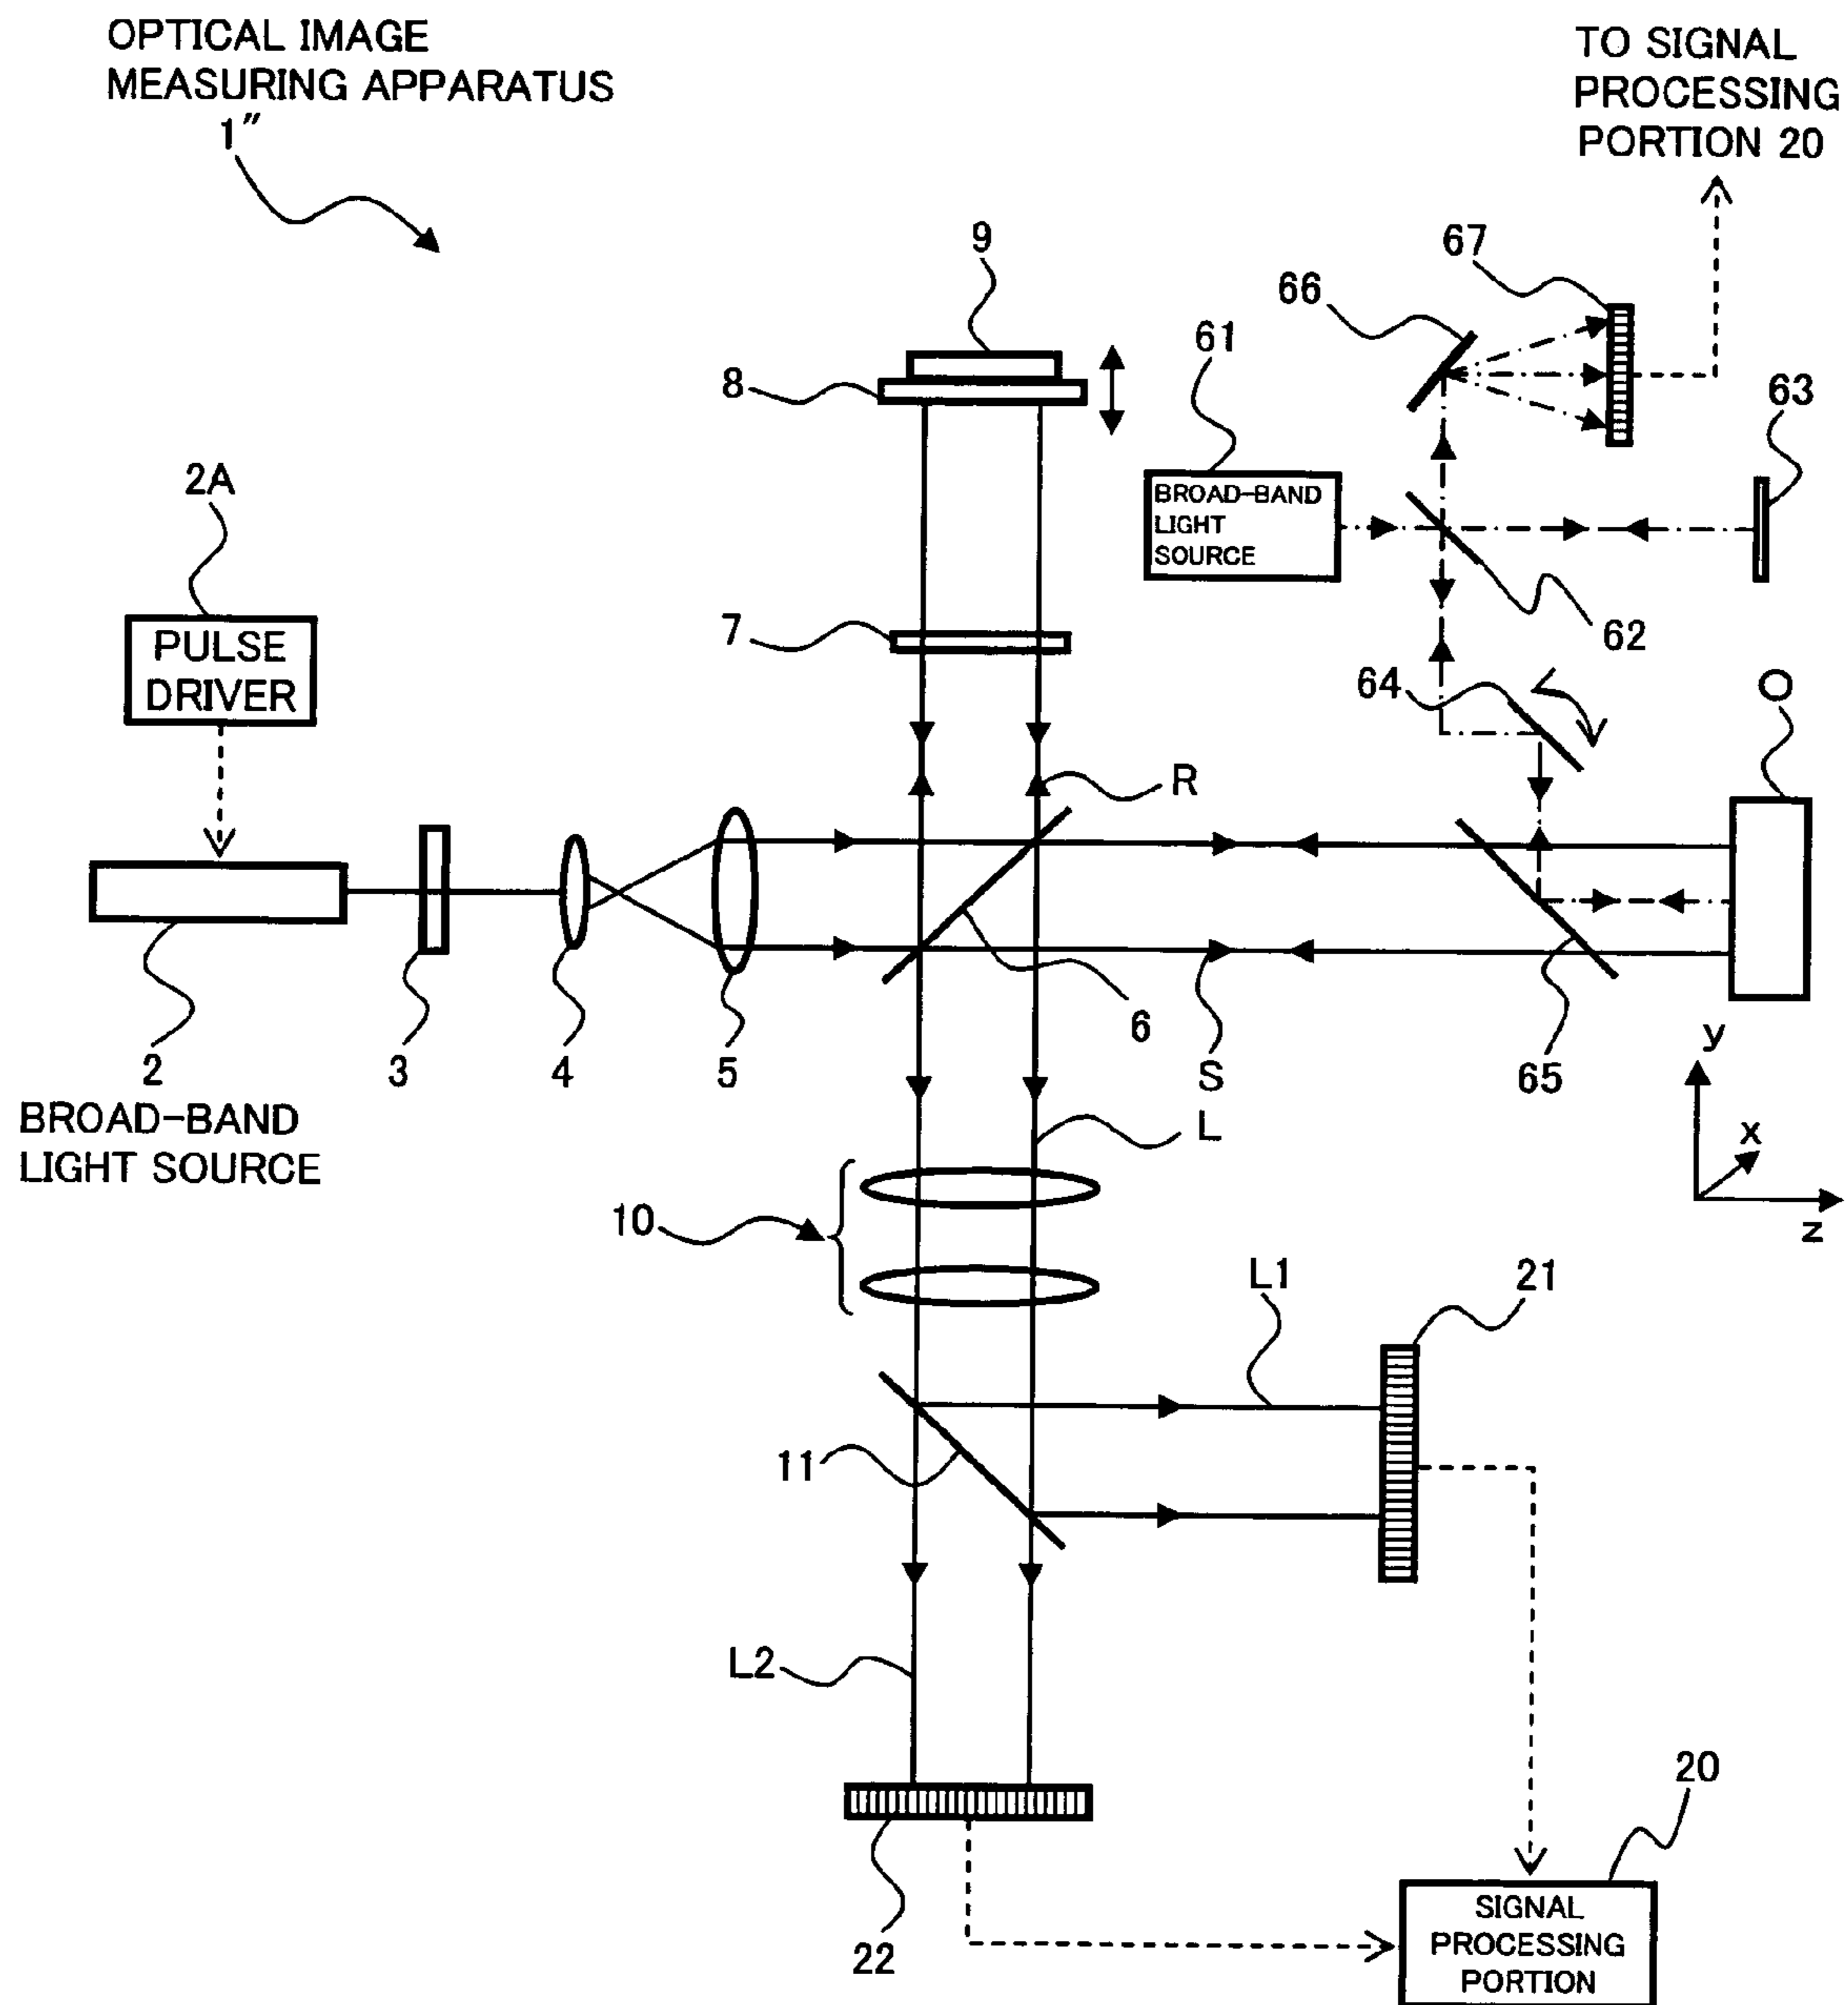 OPTICAL IMAGE
MEASURING APPARATUS
1″
TO SIGNAL
PROCESSING
PORTION 20
9
67
66
61
8
63
BROAD-BAND
LIGHT
SOURCE
2A
PULSE
DRIVER
7
62
64
O
R
2
3
4
5
6
S
65
y
BROAD-BAND
LIGHT SOURCE
L
x
z
10
L1
21
11
L2
20
22
SIGNAL
PROCESSING
PORTION